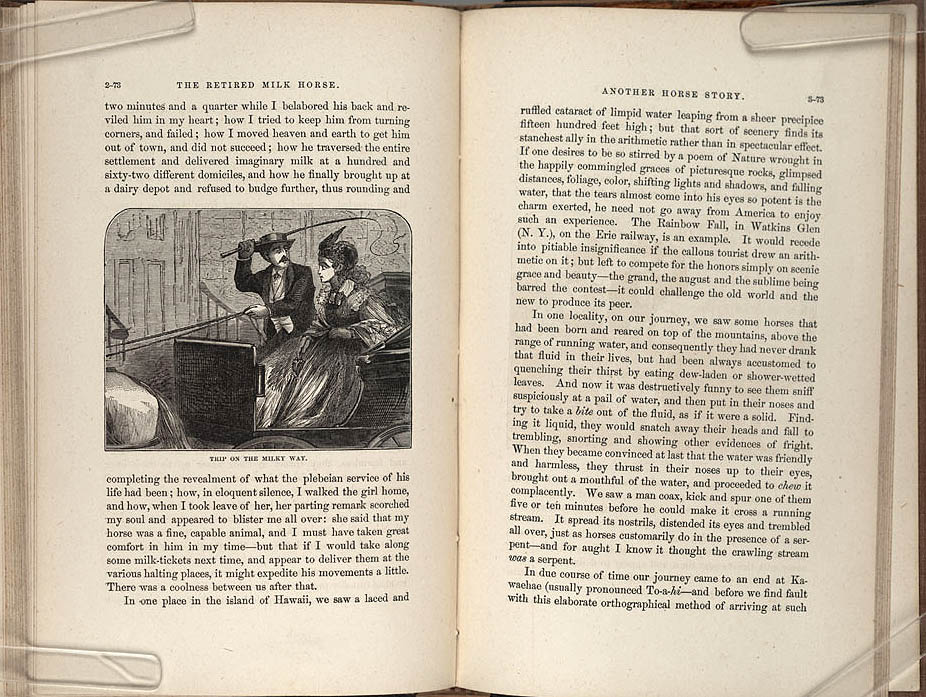 2-73
THE RETIRED MILK HORSE.
two minutes and a quarter while I belabored his back and re-
viled him in my heart; how I tried to keep him from turning
corners, and failed; how I moved heaven and earth to get him
out of town, and did not succeed; how he traversed the entire
settlement and delivered imaginary milk at a hundred and
sixty-two different domiciles, and how he finally brought up at
a dairy depot and refused to budge further, thus rounding and
TRIP ON THE MILKY WAY.
completing the revealment of what the plebeian service of his
life had been; how, in eloquent silence, I walked the girl home,
and how, when I took leave of her, her parting remark scorched
my soul and appeared to blister me all over: she said that my
horse was a fine, capable animal, and I must have taken great
comfort in him in my time—but that if I would take along
some milk-tickets next time, and appear to deliver them at the
various halting places, it might expedite his movements a little.
There was a coolness between us after that.
In one place in the island of Hawaii, we saw a laced and
ANOTHER HORSE STORY.
3-73
ruffled cataract of limpid water leaping from a sheer precipice
fifteen hundred feet high; but that sort of scenery finds its
stanchest ally in the arithmetic rather than in spectacular effect.
If one desires to be so stirred by a poem of Nature wrought in
the happily commingled graces of picturesque rocks, glimpsed
distances, foliage, color, shifting lights and shadows, and falling
water, that the tears almost come into his eyes so potent is the
charm exerted, he need not go away from America to enjoy
such an experience. The Rainbow Fall, in Watkins Glen
(N. Y.), on the Erie railway, is an example. It would recede
into pitiable insignificance if the callous tourist drew an arith-
metic on it; but left to compete for the honors simply on scenic
grace and beauty—the grand, the august and the sublime being
barred the contest—it could challenge the old world and the
new to produce its peer.
In one locality, on our journey, we saw some horses that
had been born and reared on top of the mountains, above the
range of running water, and consequently they had never drank
that fluid in their lives, but had been always accustomed to
quenching their thirst by eating dew-laden or shower-wetted
leaves. And now it was destructively funny to see them sniff
suspiciously at a pail of water, and then put in their noses and
try to take a bite out of the fluid, as if it were a solid. Find-
ing it liquid, they would snatch away their heads and fall to
trembling, snorting and showing other evidences of fright.
When they became convinced at last that the water was friendly
and harmless, they thrust in their noses up to their eyes,
brought out a mouthful of the water, and proceeded to chew it
complacently. We saw a man coax, kick and spur one of them
five or ten minutes before he could make it cross a running
stream. It spread its nostrils, distended its eyes and trembled
all over, just as horses customarily do in the presence of a ser-
pent—and for aught I know it thought the crawling stream
was a serpent.
In due course of time our journey came to an end at Ka-
waehae (usually pronounced To-a-hi—and before we find fault
with this elaborate orthographical method of arriving at such